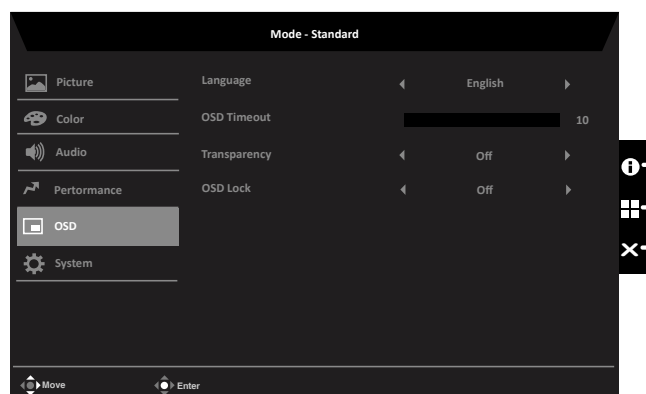 Mode - Standard
Picture
Language English
Color
OSD Timeout 10
Audio
Transparency Off
Pertormance
OSD Lock Off
OSD
System
Move Enter